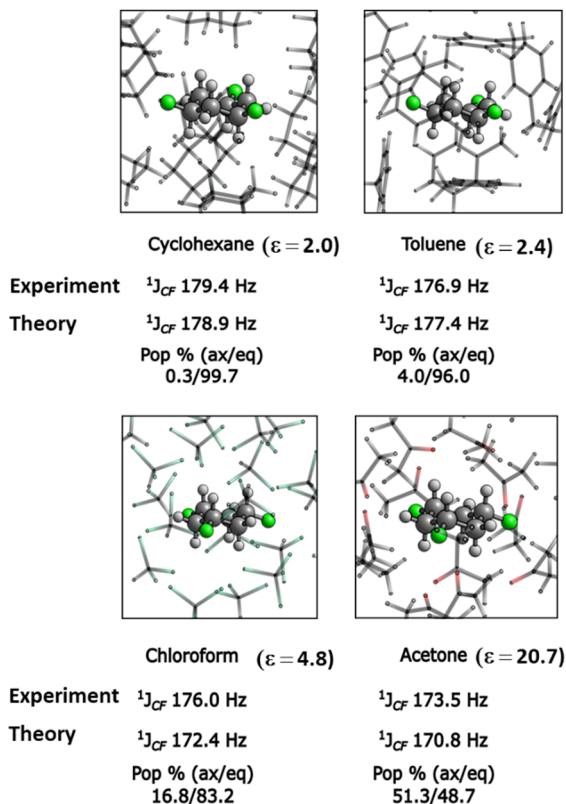 Cyclohexane (ε = 2.0) Toluene (ε = 2.4)
Experiment ¹J_CF 179.4 Hz ¹J_CF 176.9 Hz
Theory ¹J_CF 178.9 Hz ¹J_CF 177.4 Hz
Pop % (ax/eq) Pop % (ax/eq)
0.3/99.7 4.0/96.0
Chloroform (ε = 4.8) Acetone (ε = 20.7)
Experiment ¹J_CF 176.0 Hz ¹J_CF 173.5 Hz
Theory ¹J_CF 172.4 Hz ¹J_CF 170.8 Hz
Pop % (ax/eq) Pop % (ax/eq)
16.8/83.2 51.3/48.7